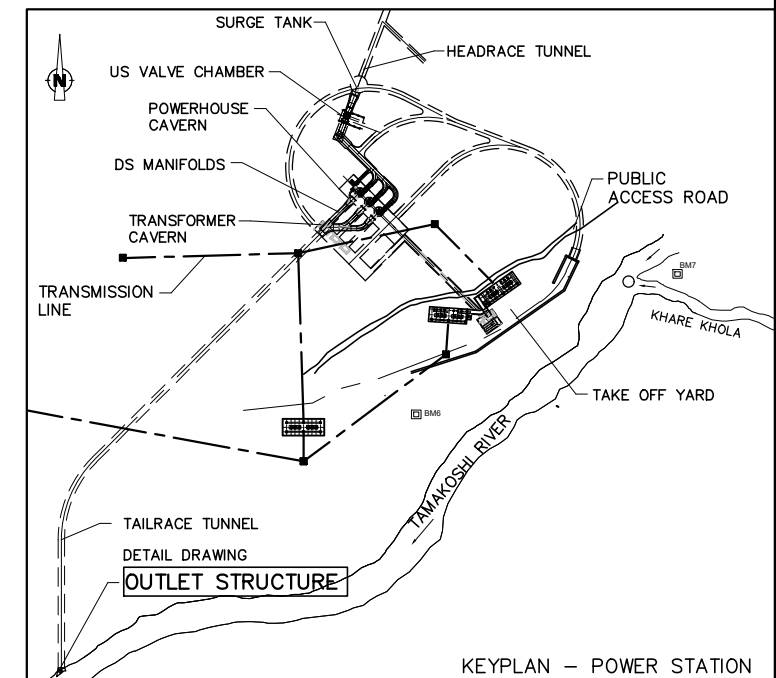 SURGE TANK
HEADRACE TUNNEL
N
US VALVE CHAMBER
POWERHOUSE
CAVERN
DS MANIFOLDS
PUBLIC
ACCESS ROAD
TRANSFORMER
CAVERN
BM7
TRANSMISSION
LINE
KHARE KHOLA
TAKE OFF YARD
BM6
TAMAKOSHI RIVER
TAILRACE TUNNEL
DETAIL DRAWING
OUTLET STRUCTURE
KEYPLAN – POWER STATION